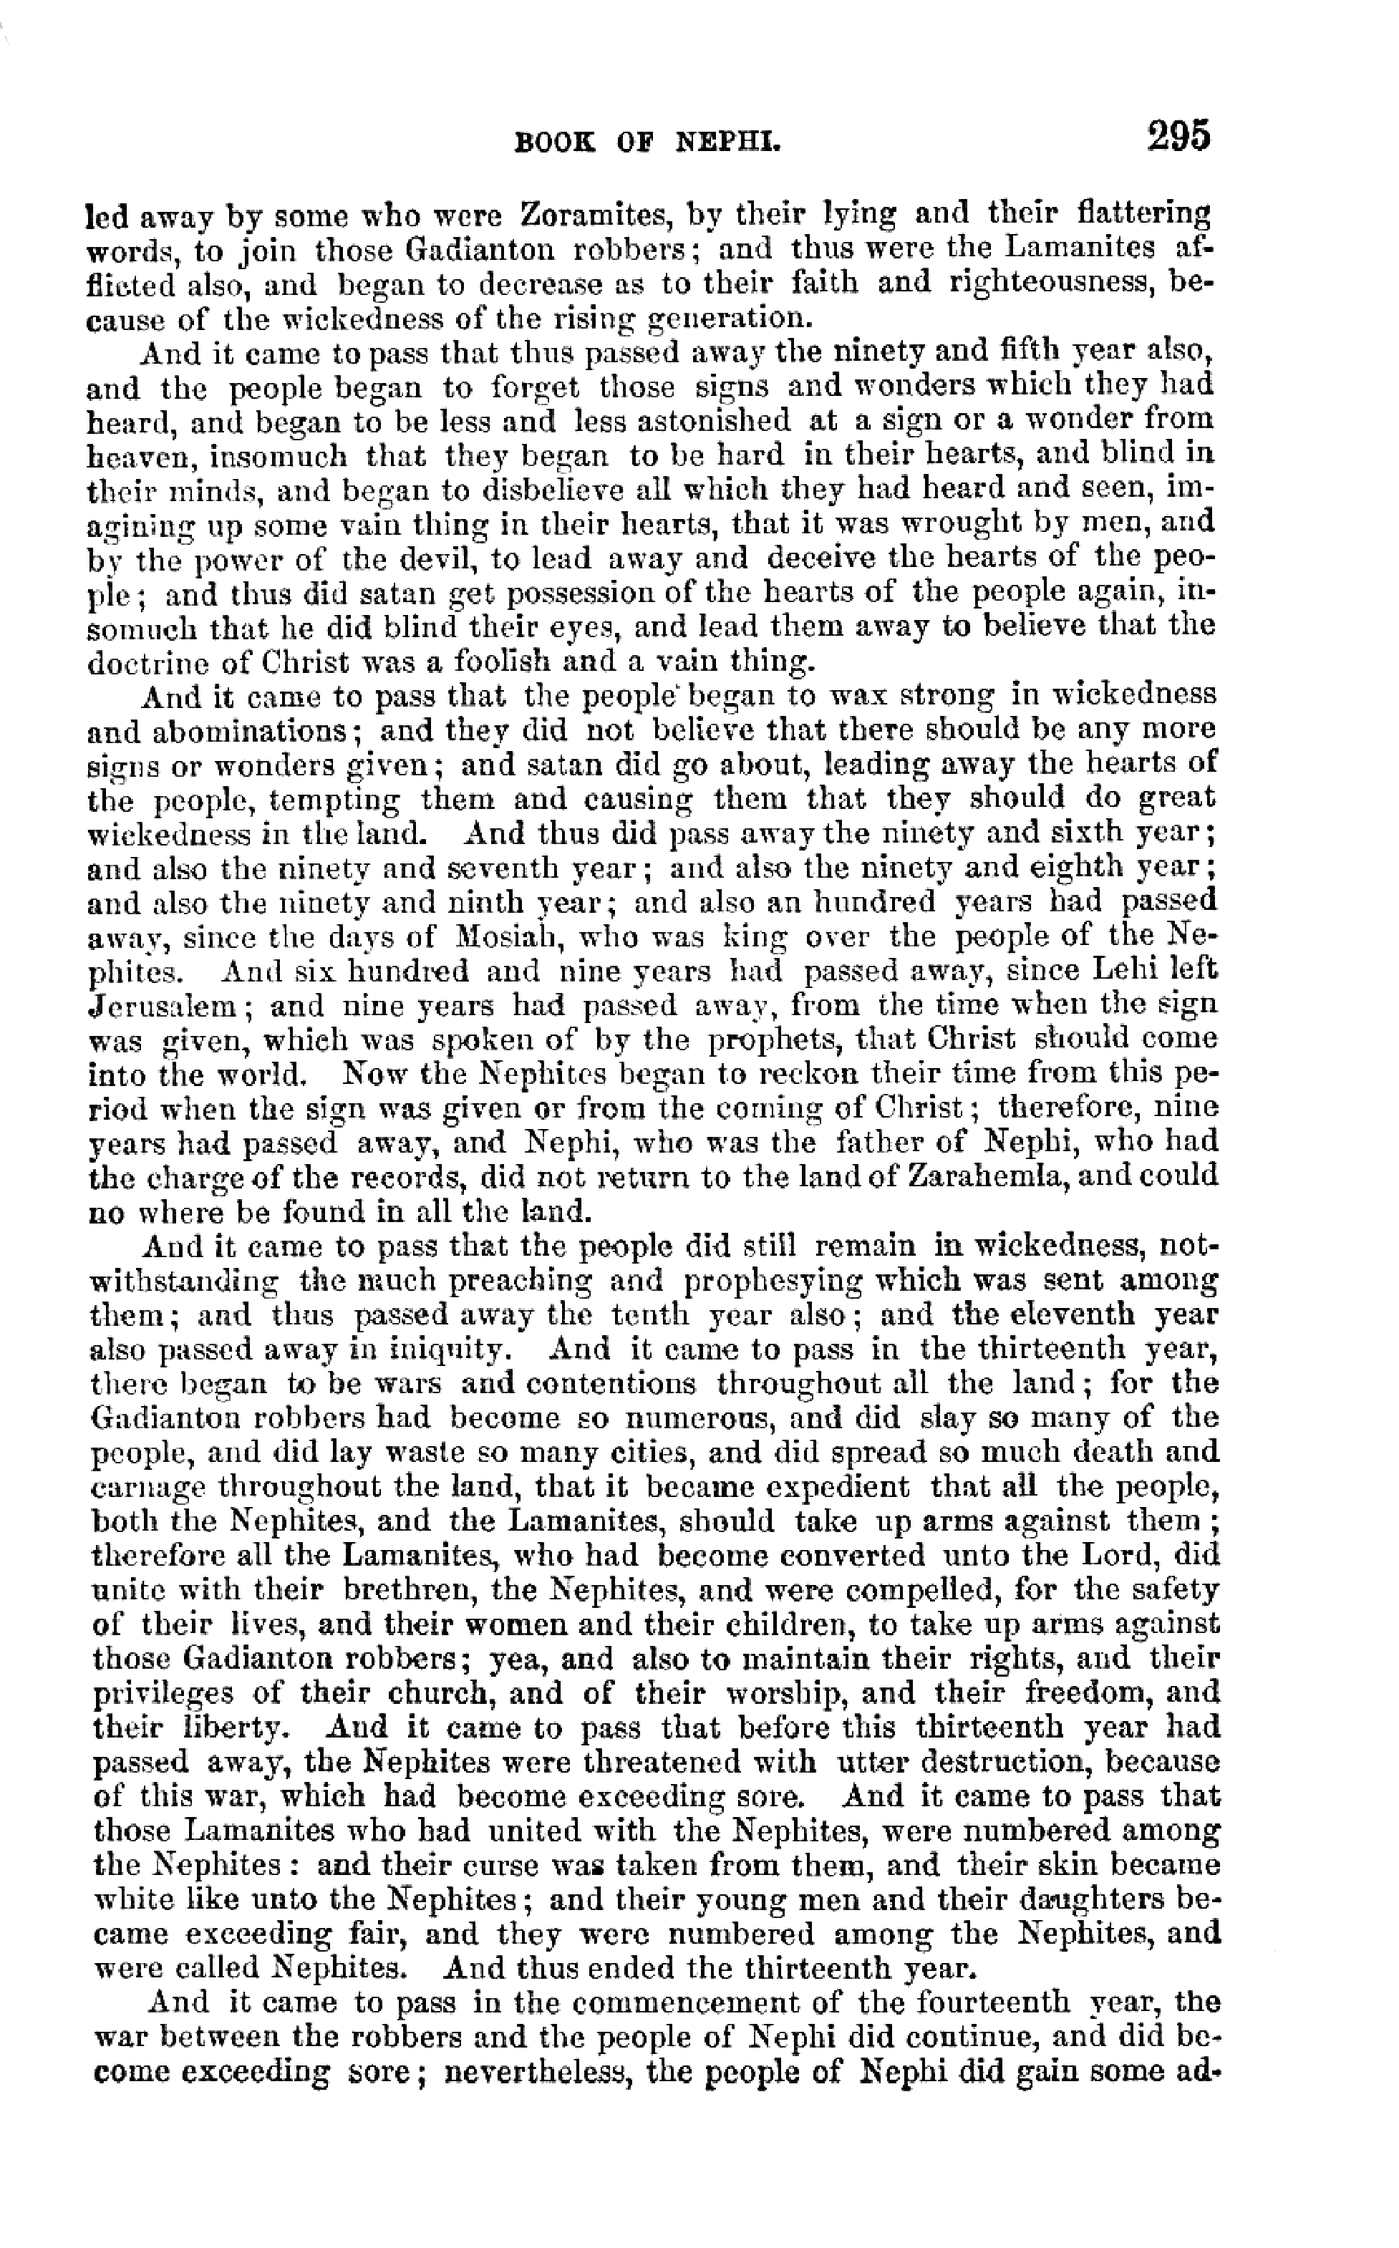 BOOK OF NEPHI. 295
led away by some who were Zoramites, by their lying and their flattering
words, to join those Gadianton robbers; and thus were the Lamanites af-
flicted also, and began to decrease as to their faith and righteousness, be-
cause of the wickedness of the rising generation.
And it came to pass that thus passed away the ninety and fifth year also,
and the people began to forget those signs and wonders which they had
heard, and began to be less and less astonished at a sign or a wonder from
heaven, insomuch that they began to be hard in their hearts, and blind in
their minds, and began to disbelieve all which they had heard and seen, im-
agining up some vain thing in their hearts, that it was wrought by men, and
by the power of the devil, to lead away and deceive the hearts of the peo-
ple; and thus did satan get possession of the hearts of the people again, in-
somuch that he did blind their eyes, and lead them away to believe that the
doctrine of Christ was a foolish and a vain thing.
And it came to pass that the people began to wax strong in wickedness
and abominations; and they did not believe that there should be any more
signs or wonders given; and satan did go about, leading away the hearts of
the people, tempting them and causing them that they should do great
wickedness in the land. And thus did pass away the ninety and sixth year;
and also the ninety and seventh year; and also the ninety and eighth year;
and also the ninety and ninth year; and also an hundred years had passed
away, since the days of Mosiah, who was king over the people of the Ne-
phites. And six hundred and nine years had passed away, since Lehi left
Jerusalem; and nine years had passed away, from the time when the sign
was given, which was spoken of by the prophets, that Christ should come
into the world. Now the Nephites began to reckon their time from this pe-
riod when the sign was given or from the coming of Christ; therefore, nine
years had passed away, and Nephi, who was the father of Nephi, who had
the charge of the records, did not return to the land of Zarahemla, and could
no where be found in all the land.
And it came to pass that the people did still remain in wickedness, not-
withstanding the much preaching and prophesying which was sent among
them; and thus passed away the tenth year also; and the eleventh year
also passed away in iniquity. And it came to pass in the thirteenth year,
there began to be wars and contentions throughout all the land; for the
Gadianton robbers had become so numerous, and did slay so many of the
people, and did lay waste so many cities, and did spread so much death and
carnage throughout the land, that it became expedient that all the people,
both the Nephites, and the Lamanites, should take up arms against them;
therefore all the Lamanites, who had become converted unto the Lord, did
unite with their brethren, the Nephites, and were compelled, for the safety
of their lives, and their women and their children, to take up arms against
those Gadianton robbers; yea, and also to maintain their rights, and their
privileges of their church, and of their worship, and their freedom, and
their liberty. And it came to pass that before this thirteenth year had
passed away, the Nephites were threatened with utter destruction, because
of this war, which had become exceeding sore. And it came to pass that
those Lamanites who had united with the Nephites, were numbered among
the Nephites: and their curse was taken from them, and their skin became
white like unto the Nephites; and their young men and their daughters be-
came exceeding fair, and they were numbered among the Nephites, and
were called Nephites. And thus ended the thirteenth year.
And it came to pass in the commencement of the fourteenth year, the
war between the robbers and the people of Nephi did continue, and did be-
come exceeding sore; nevertheless, the people of Nephi did gain some ad-